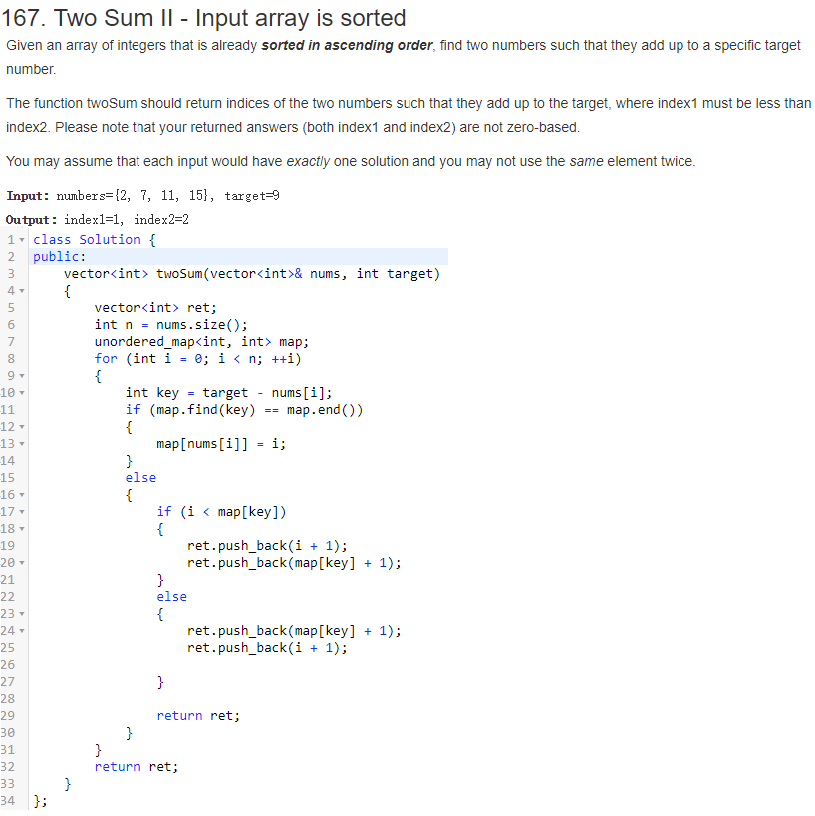 167. Two Sum II - Input array is sorted
Given an array of integers that is already sorted in ascending order, find two numbers such that they add up to a specific target
number.
The function twoSum should return indices of the two numbers such that they add up to the target, where index1 must be less than
index2. Please note that your returned answers (both index1 and index2) are not zero-based.
You may assume that each input would have exactly one solution and you may not use the same element twice.
Input: numbers={2, 7, 11, 15}, target=9
Output: index1=1, index2=2
1 class Solution {
2 public:
3     vector<int> twoSum(vector<int>& nums, int target)
4     {
5         vector<int> ret;
6         int n = nums.size();
7         unordered_map<int, int> map;
8         for (int i = 0; i < n; ++i)
9         {
10             int key = target - nums[i];
11             if (map.find(key) == map.end())
12             {
13                 map[nums[i]] = i;
14             }
15             else
16             {
17                 if (i < map[key])
18                 {
19                     ret.push_back(i + 1);
20                     ret.push_back(map[key] + 1);
21                 }
22                 else
23                 {
24                     ret.push_back(map[key] + 1);
25                     ret.push_back(i + 1);
26
27                 }
28
29                 return ret;
30             }
31         }
32         return ret;
33     }
34 };